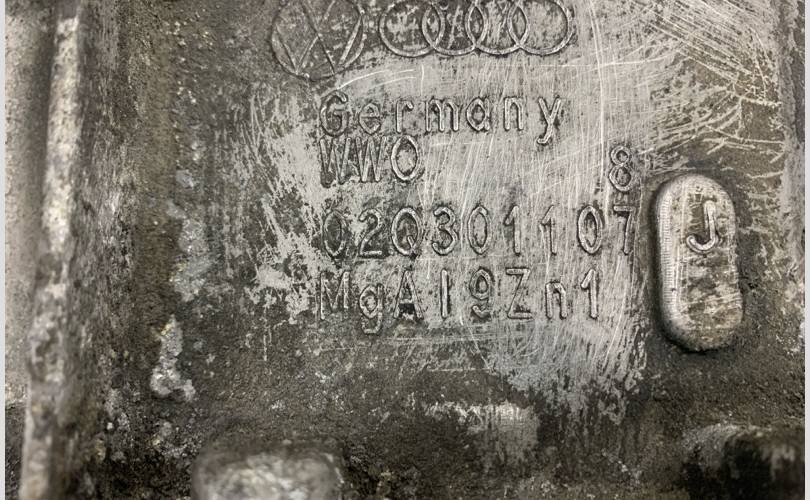 Germany
WWO 8
02Q301107 J
MgAl9Zn1